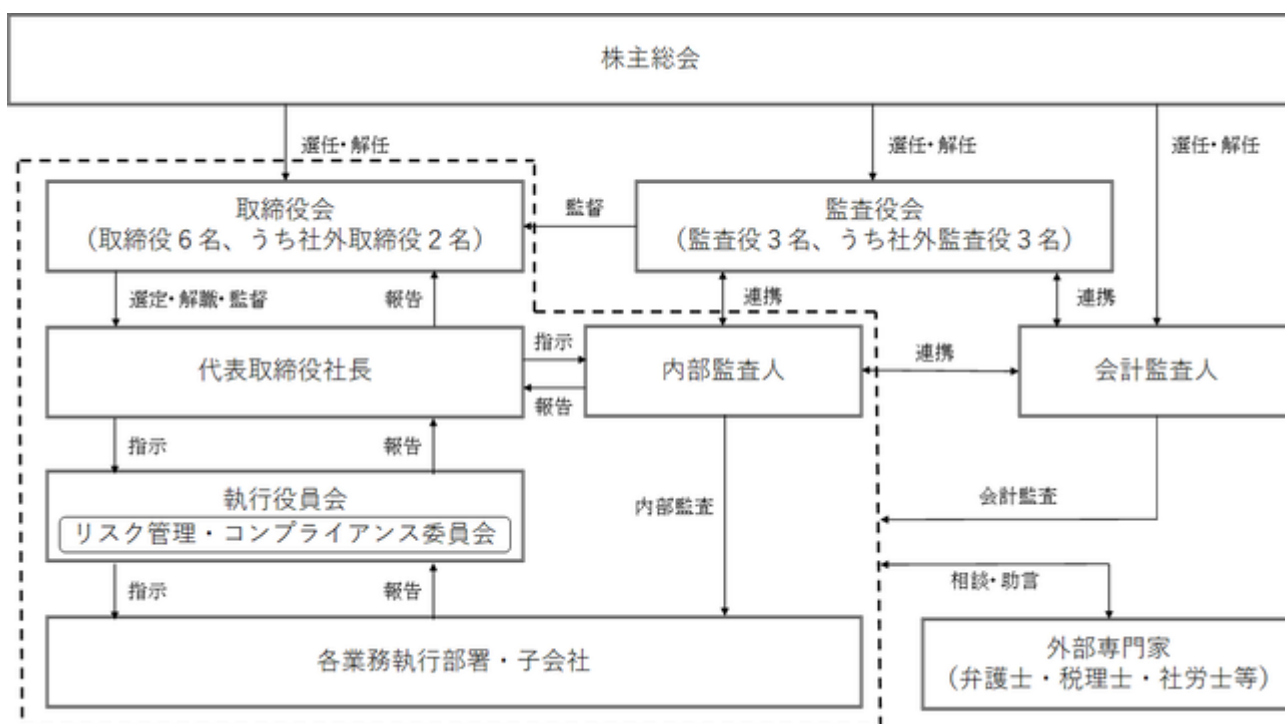 株主総会
選任・解任
選任・解任
選任・解任
取締役会
（取締役６名、うち社外取締役２名）
監督
監査役会
（監査役３名、うち社外監査役３名）
選定・解職・監督
報告
連携
連携
代表取締役社長
指示
報告
内部監査人
連携
会計監査人
指示
報告
執行役員会
リスク管理・コンプライアンス委員会
内部監査
会計監査
指示
報告
相談・助言
各業務執行部署・子会社
外部専門家
（弁護士・税理士・社労士等）